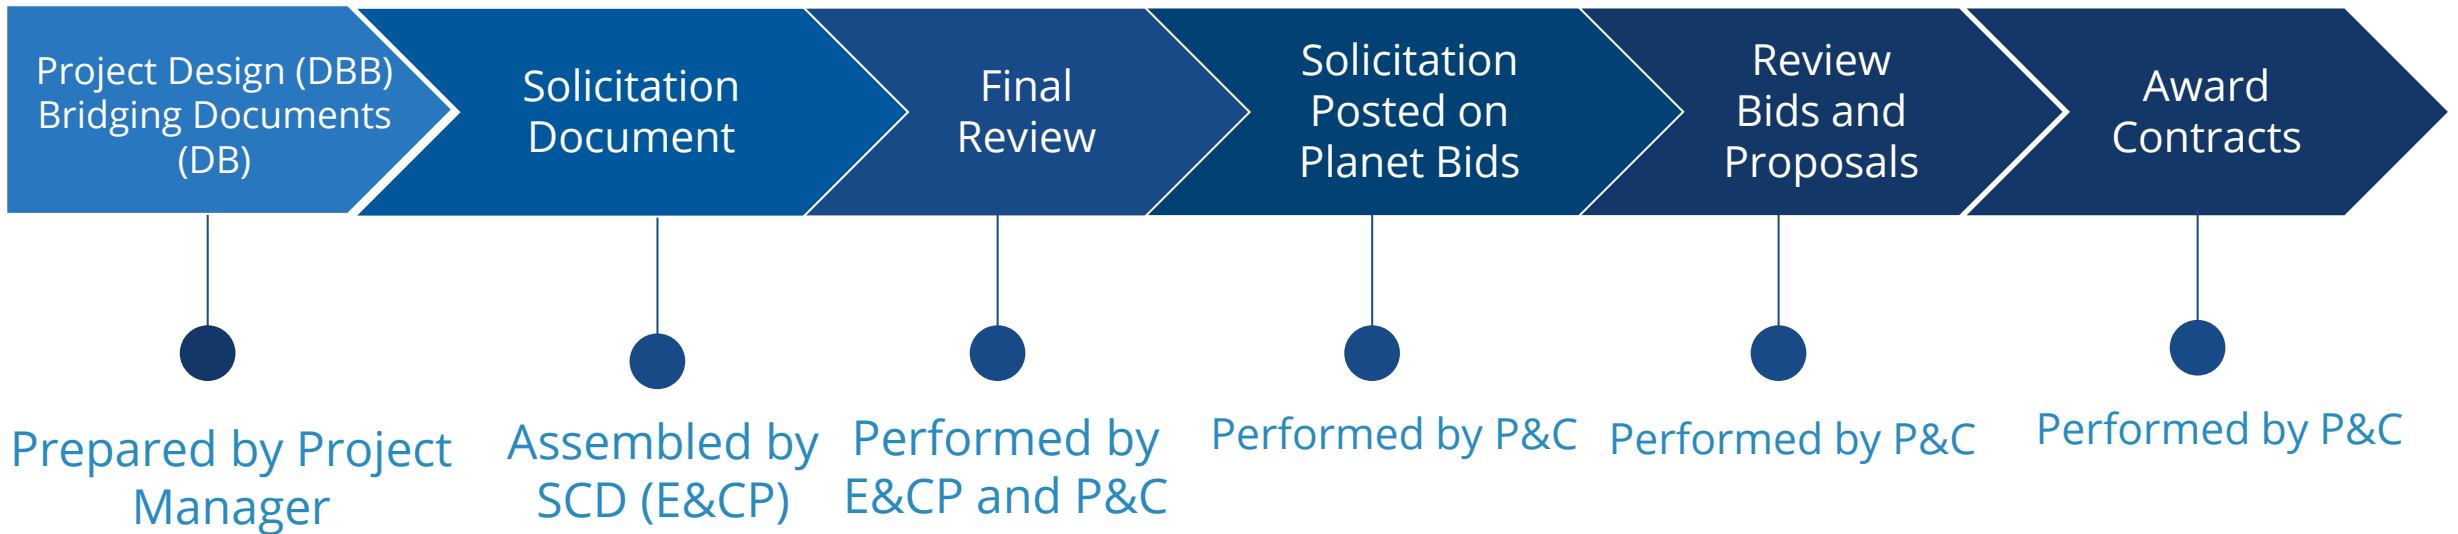 Project Design (DBB)
Bridging Documents
(DB)
Solicitation
Document
Final
Review
Solicitation
Posted on
Planet Bids
Review
Bids and
Proposals
Award
Contracts
Prepared by Project
Manager
Assembled by
SCD (E&CP)
Performed by
E&CP and P&C
Performed by P&C
Performed by P&C
Performed by P&C